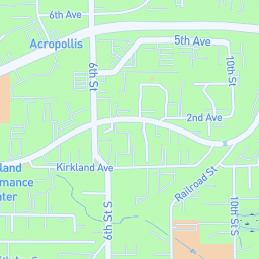 6th Ave
Acropollis
5th Ave
6th St
10th St
2nd Ave
land
Kirkland Ave
mance
nter
Railroad St
6th St S
10th St S